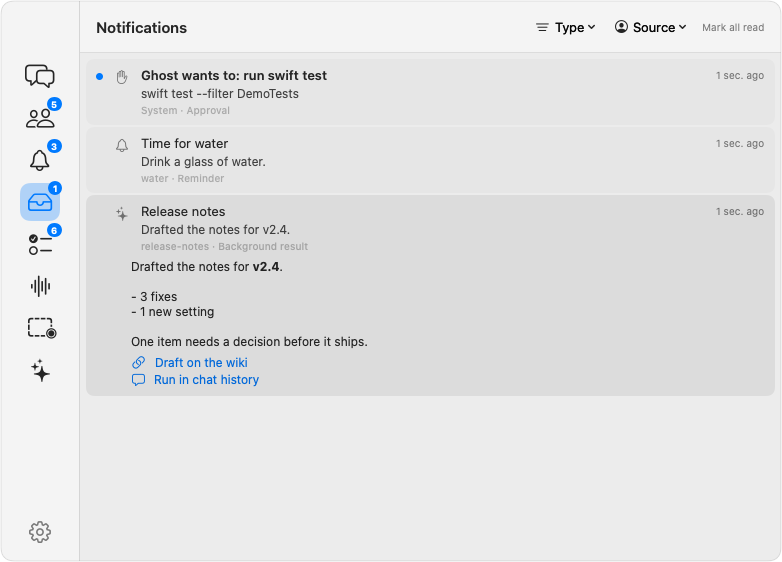 Notifications
Type
Source
Mark all read
5
3
1
6
Ghost wants to: run swift test
1 sec. ago
swift test --filter DemoTests
System · Approval
Time for water
1 sec. ago
Drink a glass of water.
water · Reminder
Release notes
1 sec. ago
Drafted the notes for v2.4.
release-notes · Background result
Drafted the notes for v2.4.
- 3 fixes
- 1 new setting
One item needs a decision before it ships.
Draft on the wiki
Run in chat history